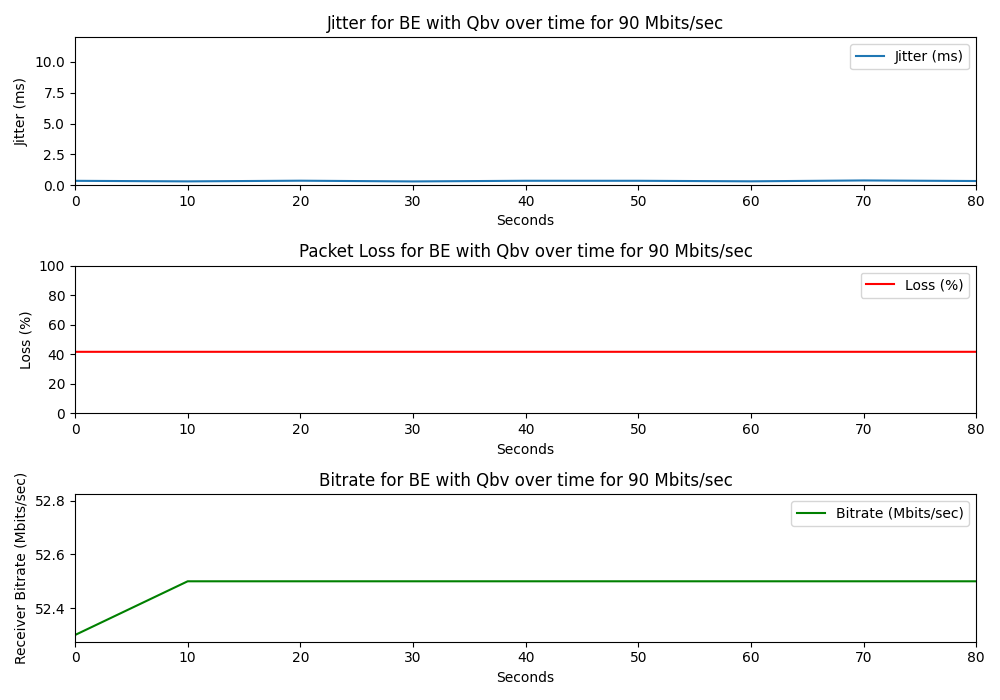 Jitter for BE with Qbv over time for 90 Mbits/sec
Jitter (ms)
10.0
7.5
5.0
2.5
0.0
Jitter (ms)
0 10 20 30 40 50 60 70 80
Seconds
Packet Loss for BE with Qbv over time for 90 Mbits/sec
Loss (%)
100
80
60
40
20
0
Loss (%)
0 10 20 30 40 50 60 70 80
Seconds
Bitrate for BE with Qbv over time for 90 Mbits/sec
Receiver Bitrate (Mbits/sec)
52.8
52.6
52.4
Bitrate (Mbits/sec)
0 10 20 30 40 50 60 70 80
Seconds